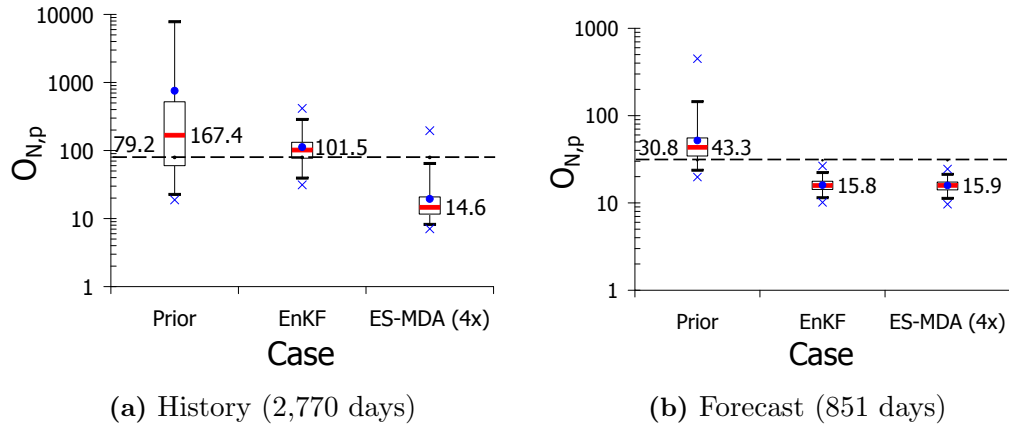 10000
1000
100
10
1
O_N,p
79.2
167.4
101.5
14.6
Prior
EnKF
ES-MDA (4x)
Case
(a) History (2,770 days)
1000
100
10
1
O_N,p
30.8
43.3
15.8
15.9
Prior
EnKF
ES-MDA (4x)
Case
(b) Forecast (851 days)